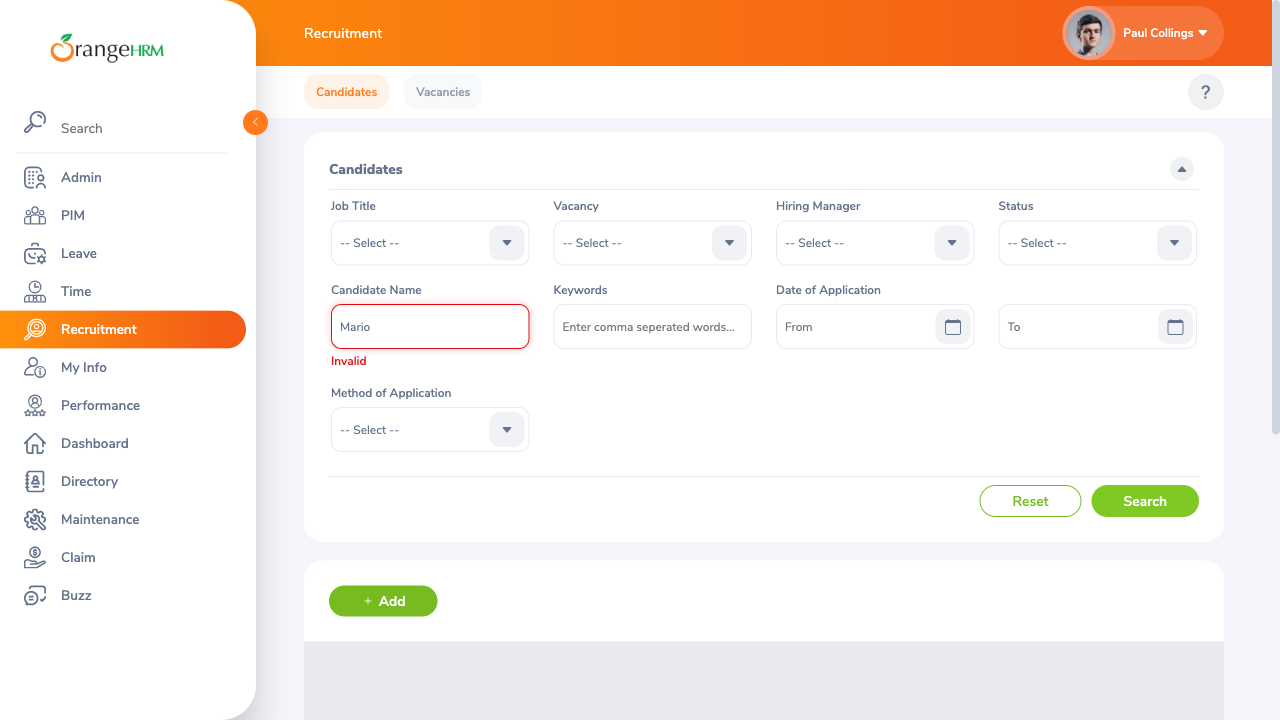 OrangeHRM
Search
Admin
PIM
Leave
Time
Recruitment
My Info
Performance
Dashboard
Directory
Maintenance
Claim
Buzz
Recruitment
Paul Collings
Candidates
Vacancies
?
Candidates
Job Title
Vacancy
Hiring Manager
Status
-- Select --
-- Select --
-- Select --
-- Select --
Candidate Name
Keywords
Date of Application
Mario
Enter comma seperated words...
From
To
Invalid
Method of Application
-- Select --
Reset
Search
+ Add